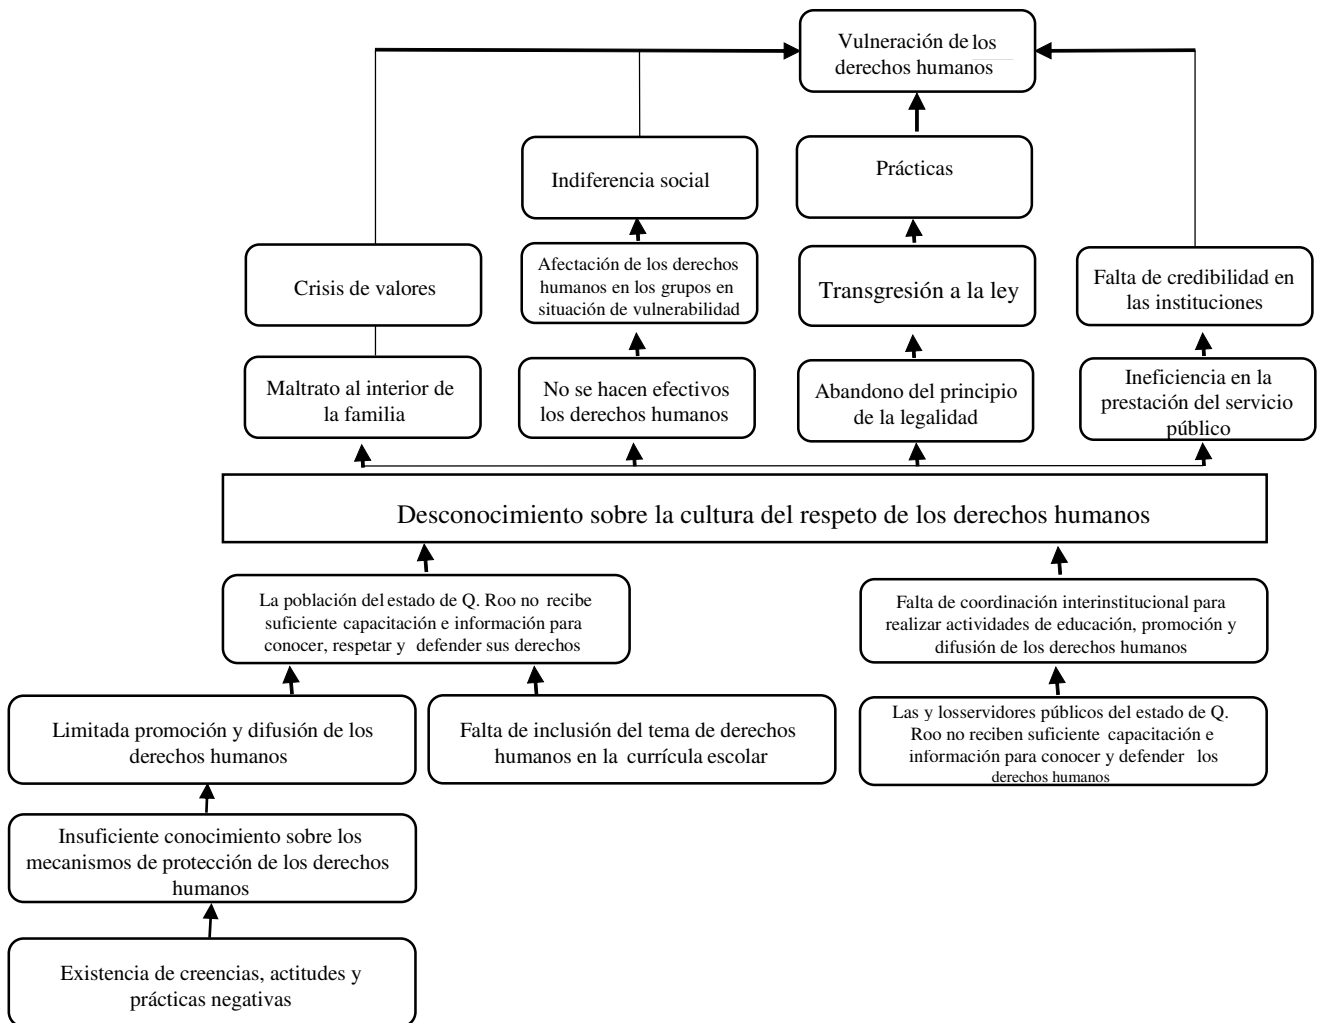 Vulneración de los
derechos humanos
Indiferencia social
Prácticas
Crisis de valores
Afectación de los derechos
humanos en los grupos en
situación de vulnerabilidad
Transgresión a la ley
Falta de credibilidad en
las instituciones
Maltrato al interior de
la familia
No se hacen efectivos
los derechos humanos
Abandono del principio
de la legalidad
Ineficiencia en la
prestación del servicio
público
Desconocimiento sobre la cultura del respeto de los derechos humanos
La población del estado de Q. Roo no recibe
suficiente capacitación e información para
conocer, respetar y defender sus derechos
Falta de coordinación interinstitucional para
realizar actividades de educación, promoción y
difusión de los derechos humanos
Limitada promoción y difusión de los
derechos humanos
Falta de inclusión del tema de derechos
humanos en la currícula escolar
Las y losservidores públicos del estado de Q.
Roo no reciben suficiente capacitación e
información para conocer y defender los
derechos humanos
Insuficiente conocimiento sobre los
mecanismos de protección de los derechos
humanos
Existencia de creencias, actitudes y
prácticas negativas